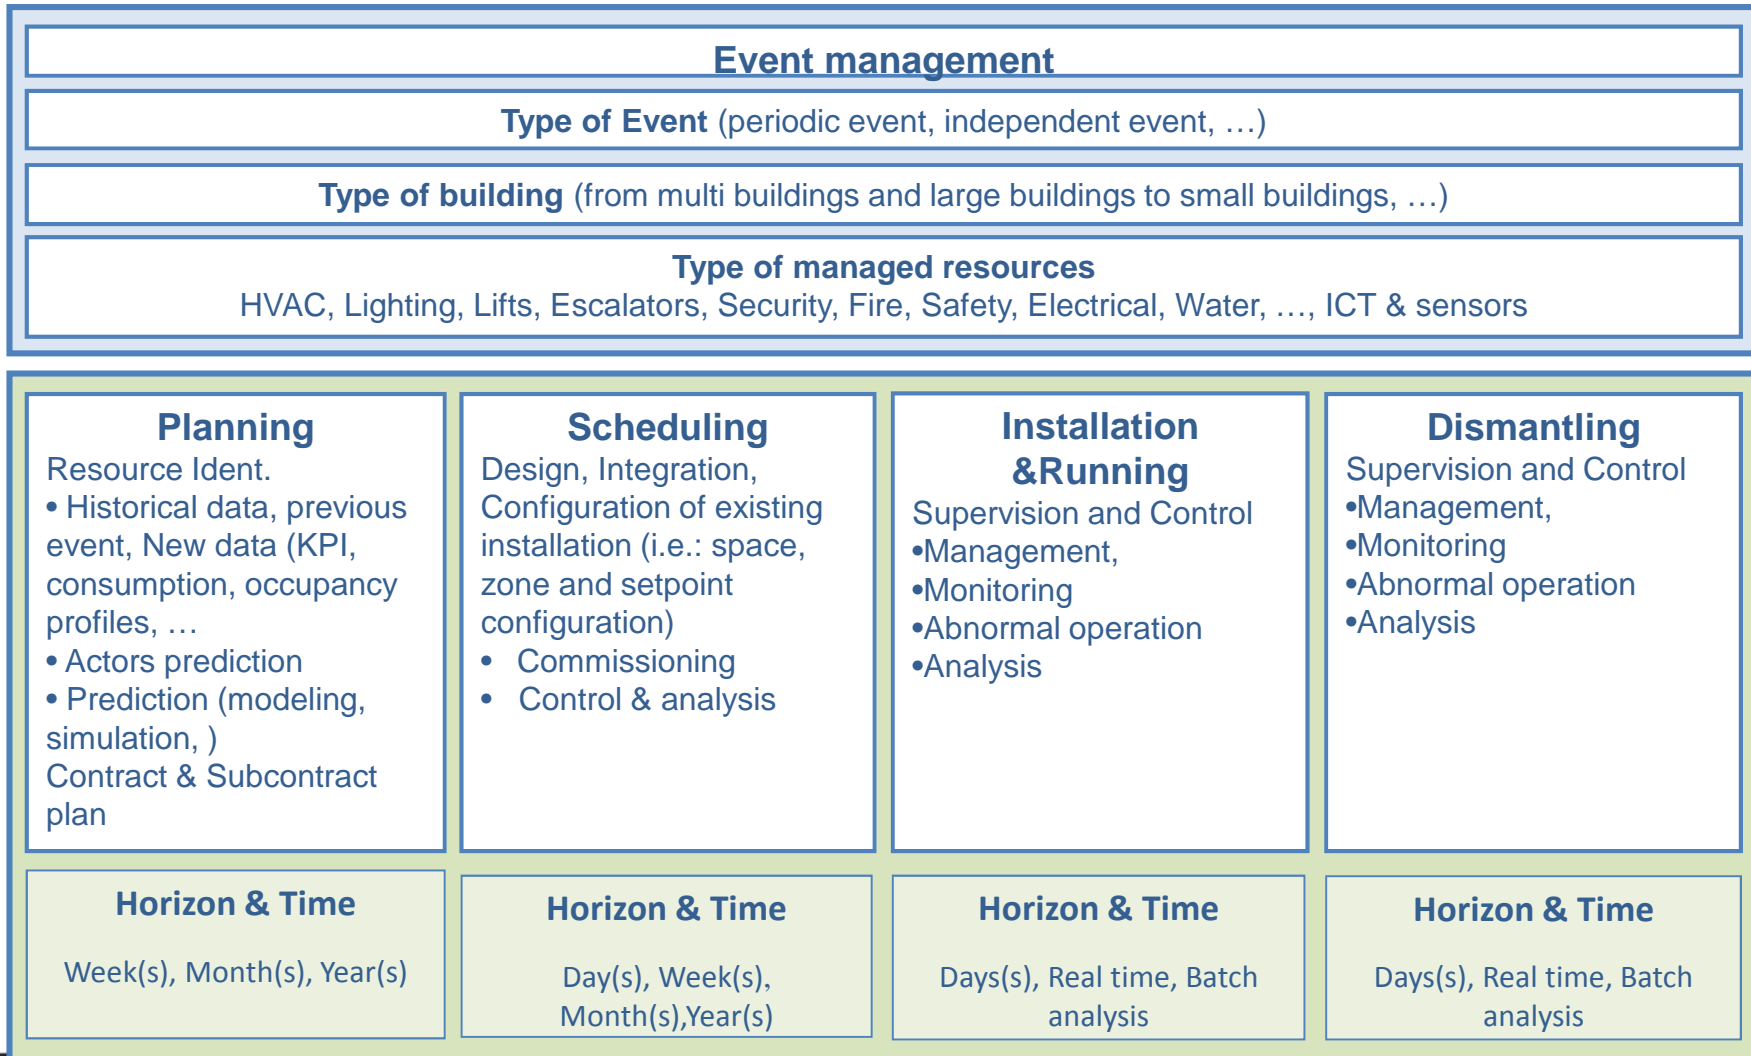 Event management
Type of Event (periodic event, independent event, …)
Type of building (from multi buildings and large buildings to small buildings, …)
Type of managed resources
HVAC, Lighting, Lifts, Escalators, Security, Fire, Safety, Electrical, Water, …, ICT & sensors
Planning
Resource Ident.
• Historical data, previous
event, New data (KPI,
consumption, occupancy
profiles, …
• Actors prediction
• Prediction (modeling,
simulation, )
Contract & Subcontract
plan
Scheduling
Design, Integration,
Configuration of existing
installation (i.e.: space,
zone and setpoint
configuration)
• Commissioning
• Control & analysis
Installation
&Running
Supervision and Control
•Management,
•Monitoring
•Abnormal operation
•Analysis
Dismantling
Supervision and Control
•Management,
•Monitoring
•Abnormal operation
•Analysis
Horizon & Time
Week(s), Month(s), Year(s)
Horizon & Time
Day(s), Week(s),
Month(s),Year(s)
Horizon & Time
Days(s), Real time, Batch
analysis
Horizon & Time
Days(s), Real time, Batch
analysis